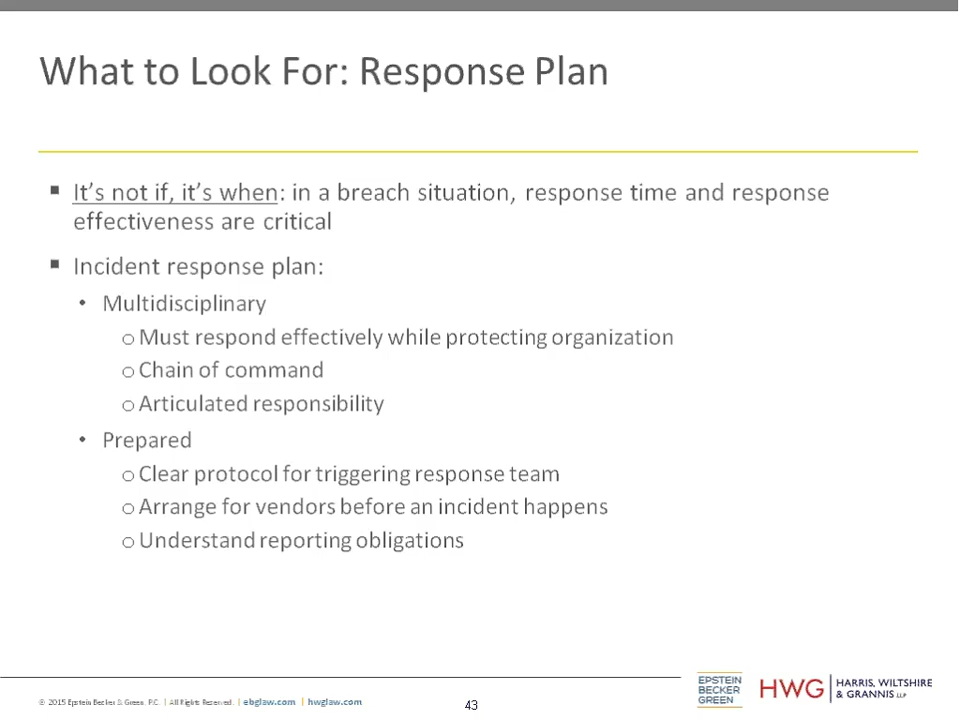 What to Look For: Response Plan
▪ It's not if, it's when: in a breach situation, response time and response
effectiveness are critical
▪ Incident response plan:
• Multidisciplinary
o Must respond effectively while protecting organization
o Chain of command
o Articulated responsibility
• Prepared
o Clear protocol for triggering response team
o Arrange for vendors before an incident happens
o Understand reporting obligations
© 2015 Epstein Becker & Green, P.C. | All Rights Reserved. | ebglaw.com | hwglaw.com
43
EPSTEIN
BECKER
GREEN
HWG | HARRIS, WILTSHIRE
& GRANNIS LLP